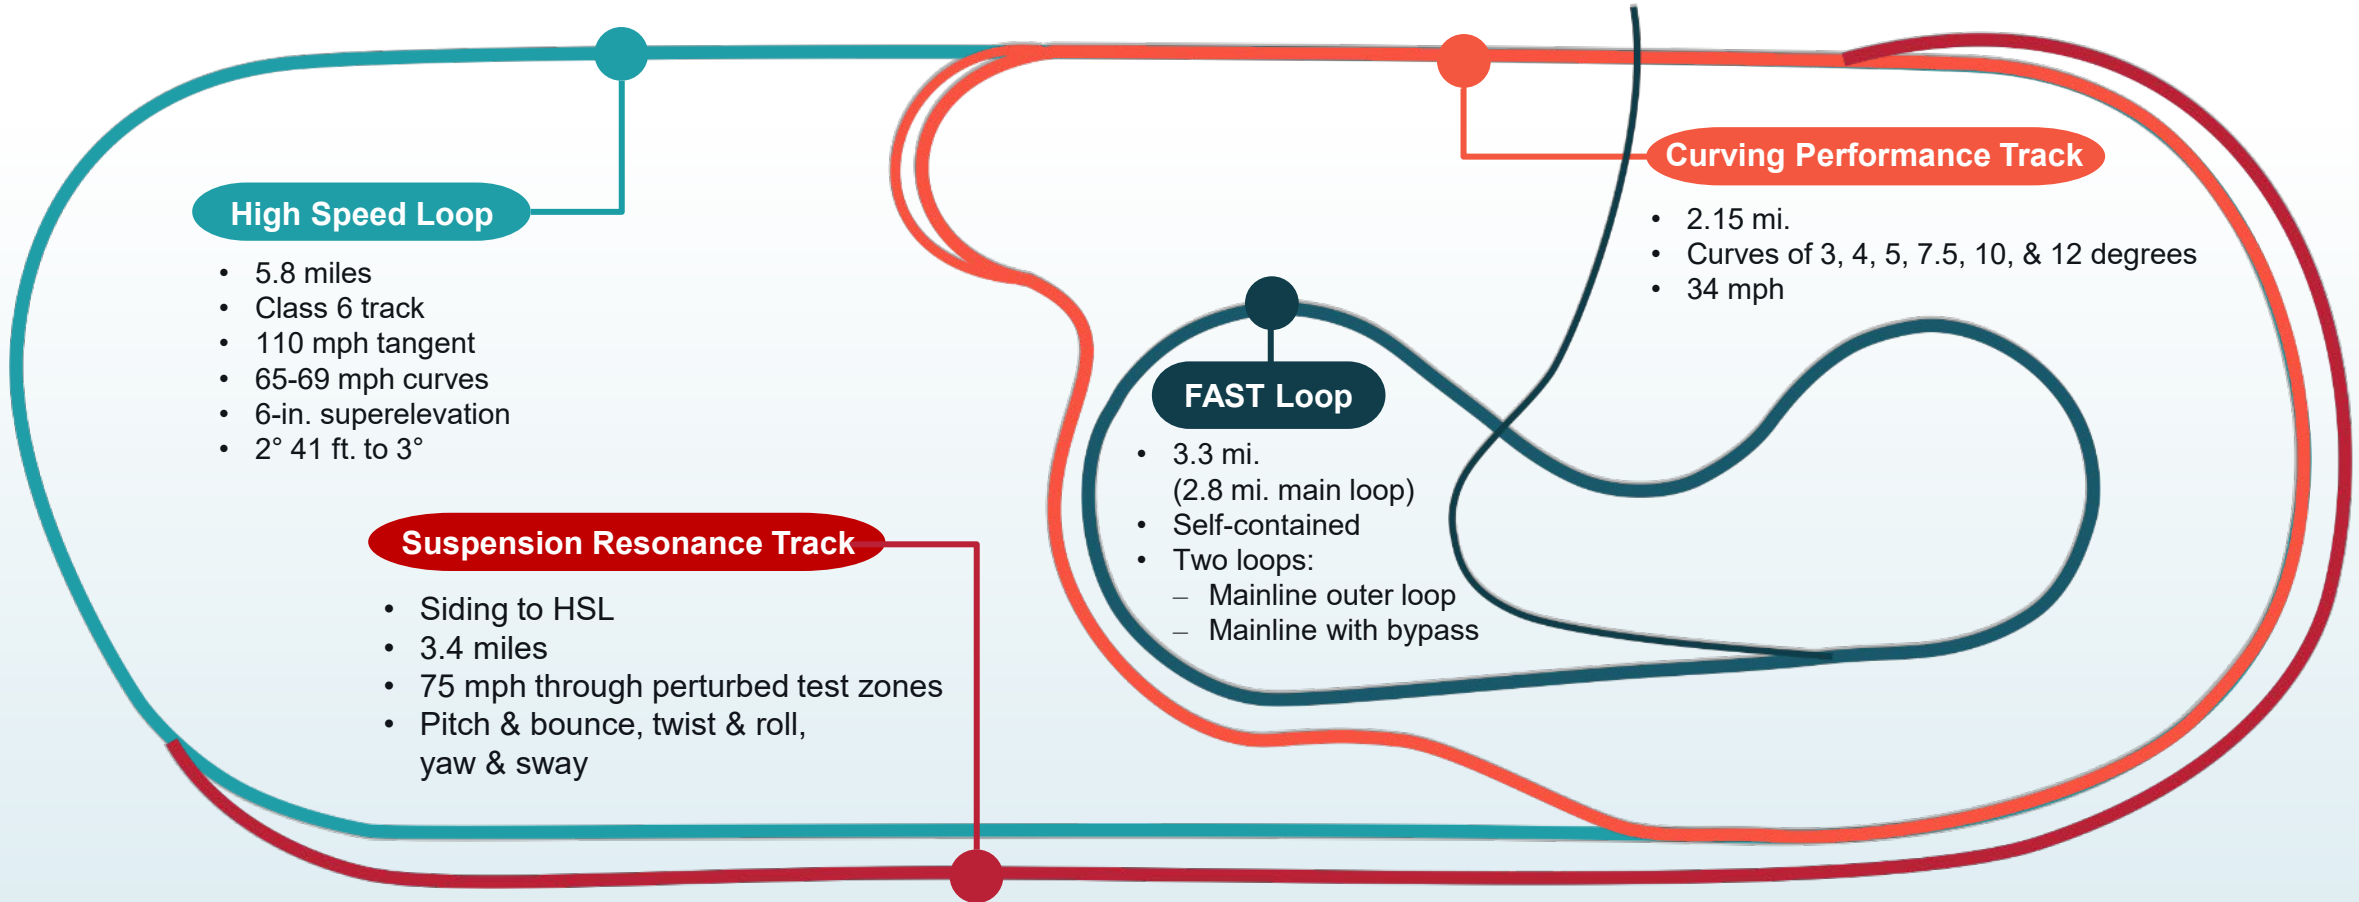 High Speed Loop
• 5.8 miles
• Class 6 track
• 110 mph tangent
• 65-69 mph curves
• 6-in. superelevation
• 2° 41 ft. to 3°
Curving Performance Track
• 2.15 mi.
• Curves of 3, 4, 5, 7.5, 10, & 12 degrees
• 34 mph
FAST Loop
• 3.3 mi.
(2.8 mi. main loop)
• Self-contained
• Two loops:
– Mainline outer loop
– Mainline with bypass
Suspension Resonance Track
• Siding to HSL
• 3.4 miles
• 75 mph through perturbed test zones
• Pitch & bounce, twist & roll,
yaw & sway